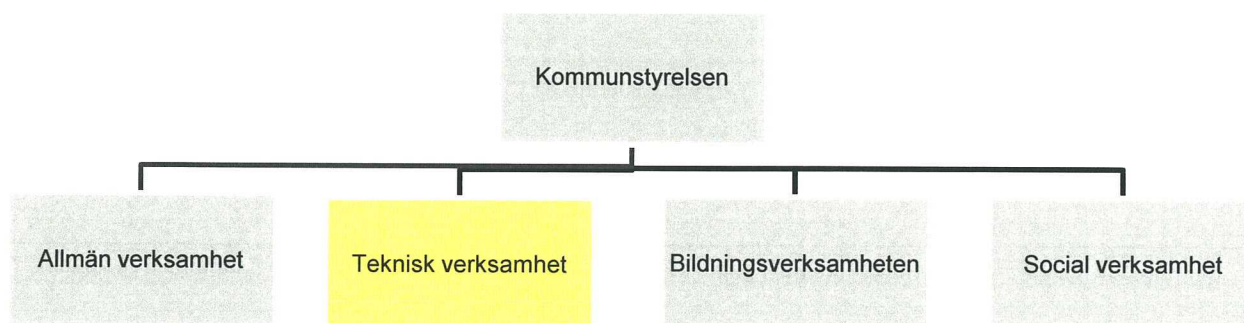 Kommunstyrelsen
Allmän verksamhet
Teknisk verksamhet
Bildningsverksamheten
Social verksamhet